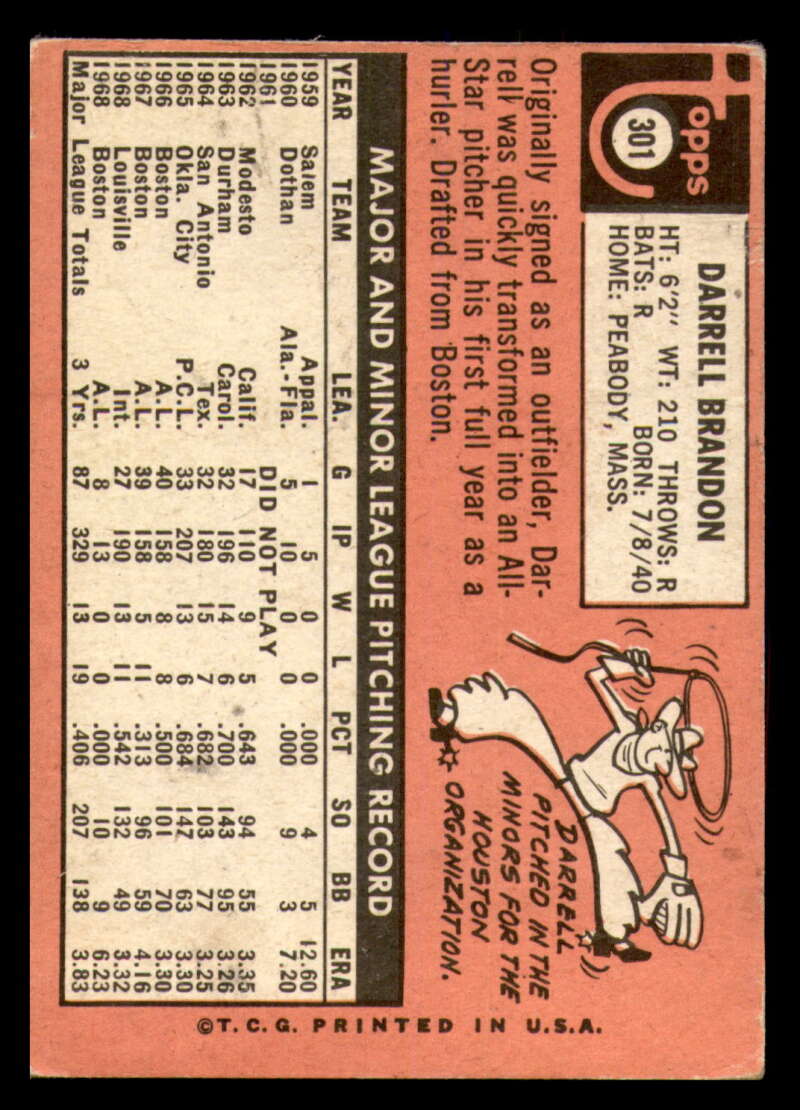 Topps
301
DARRELL BRANDON
HT: 6'2" WT: 210 THROWS: R
BATS: R BORN: 7/8/40
HOME: PEABODY, MASS.
Originally signed as an outfielder, Dar-
rell was quickly transformed into an All-
Star pitcher in his first full year as a
hurler. Drafted from Boston.
DARRELL
PITCHED IN THE
MINORS FOR THE
HOUSTON
ORGANIZATION.
MAJOR AND MINOR LEAGUE PITCHING RECORD
YEAR TEAM LEA. G IP W L PCT SO BB ERA
1959 Salem Appal. 1 5 0 0 .000 4 5 12.60
1960 Dothan Ala.-Fla. 5 10 0 0 .000 9 3 7.20
1961 DID NOT PLAY
1962 Modesto Calif. 17 110 9 5 .643 94 55 3.35
1963 Durham Carol. 32 196 14 6 .700 143 95 3.26
1964 San Antonio Tex. 32 180 15 7 .682 103 77 3.25
1965 Okla. City P.C.L. 33 207 13 6 .684 147 63 3.30
1966 Boston A.L. 40 158 8 8 .500 101 70 3.30
1967 Boston A.L. 39 158 5 11 .313 96 59 4.16
1968 Louisville Int. 27 190 13 11 .542 132 49 3.32
1968 Boston A.L. 8 13 0 0 .000 10 9 6.23
Major League Totals 3 Yrs. 87 329 13 19 .406 207 138 3.83
©T.C.G. PRINTED IN U.S.A.